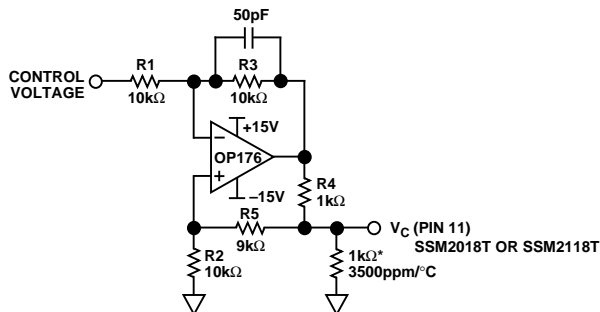 50pF
R1
R3
CONTROL
VOLTAGE
10kΩ
10kΩ
+15V
−
OP176
+
–15V
R4
1kΩ
R5
9kΩ
VC (PIN 11)
SSM2018T OR SSM2118T
R2
10kΩ
1kΩ*
3500ppm/°C